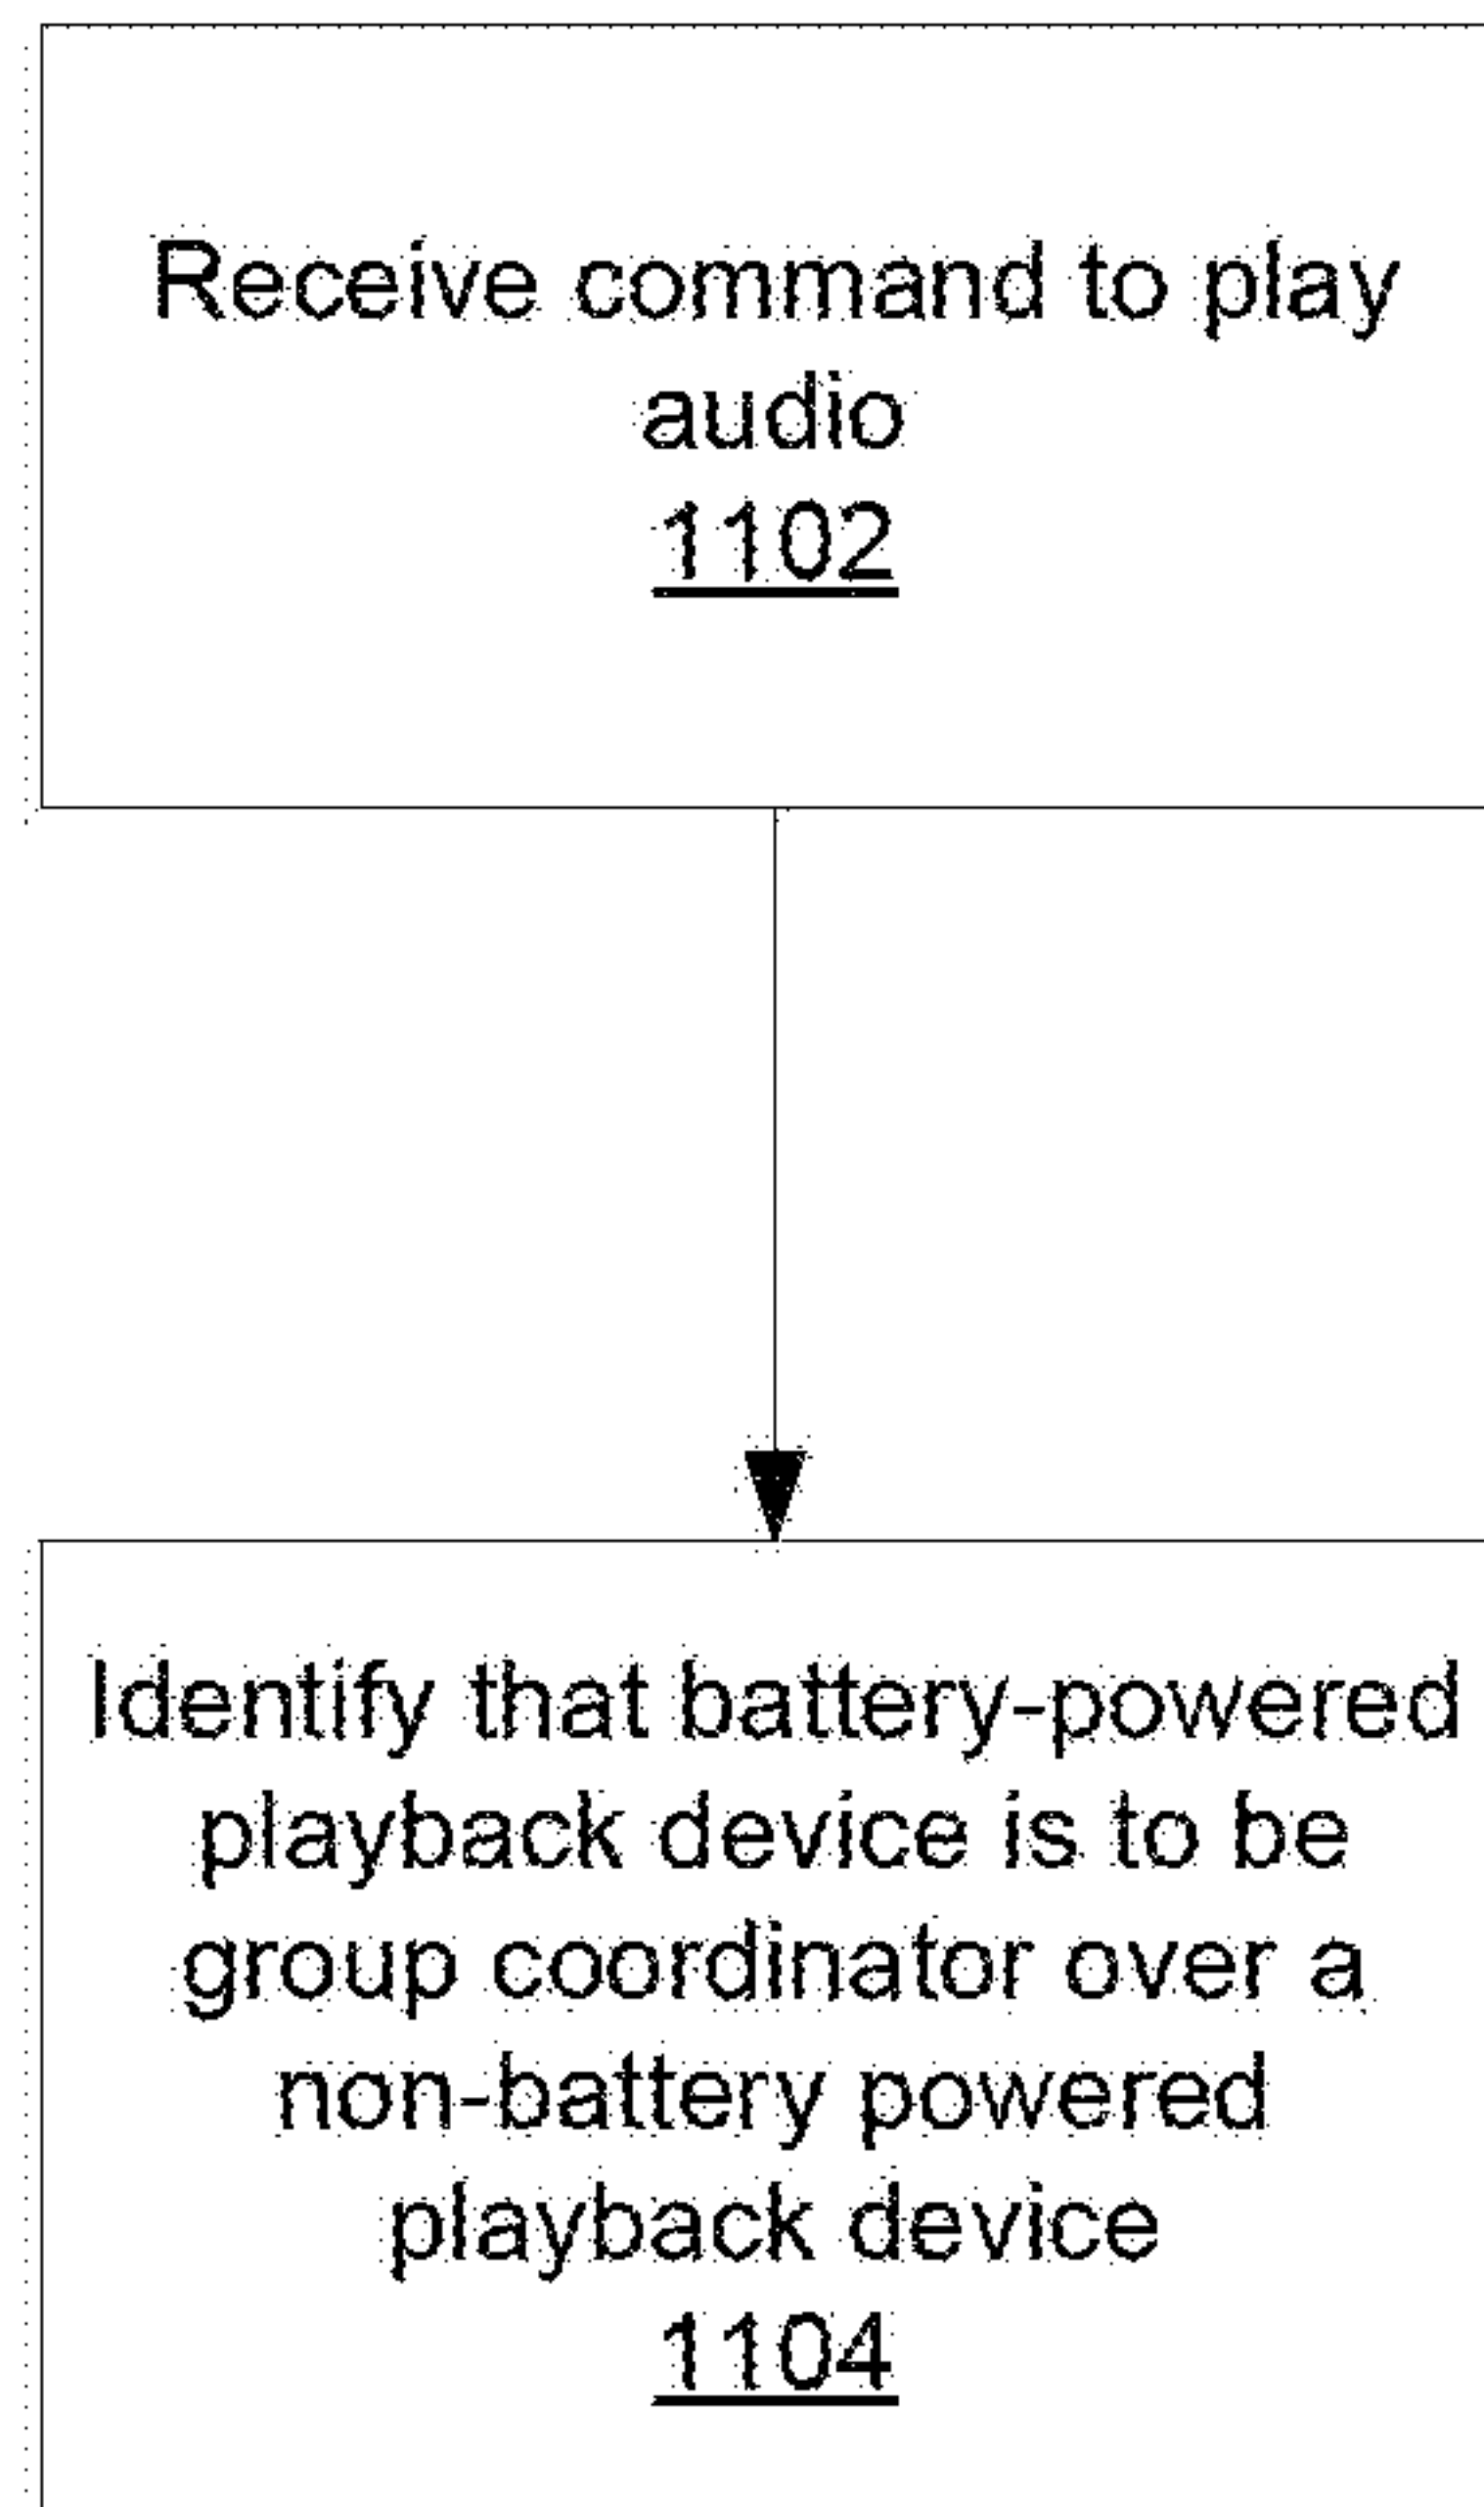 Receive command to play
audio
1102
Identify that battery-powered
playback device is to be
group coordinator over a
non-battery powered
playback device
1104